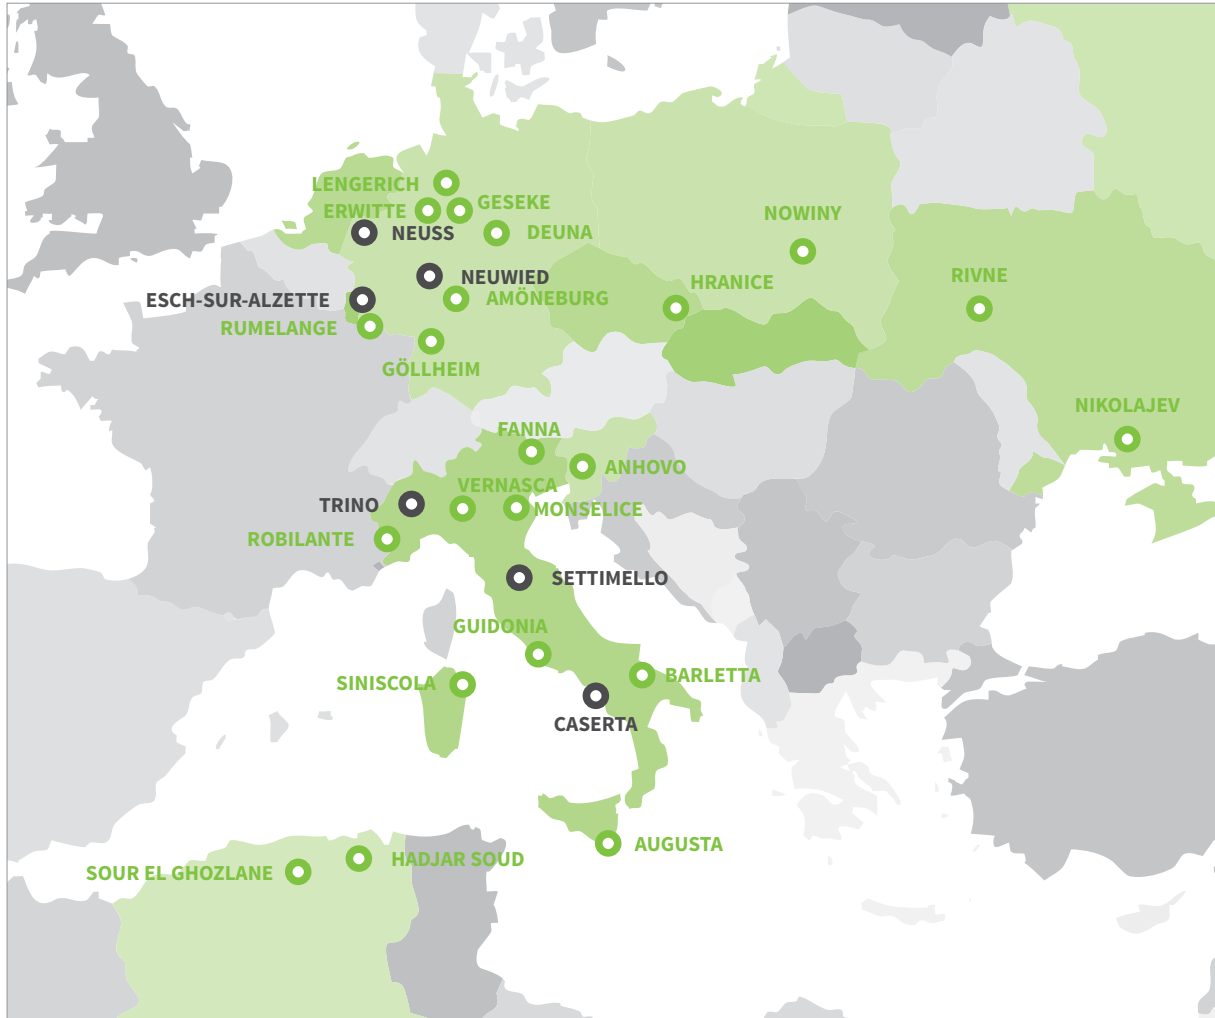 LENGERICH
GESEKE
ERWITTE
NEUSS
DEUNA
NOWINY
NEUWIED
HRANICE
RIVNE
ESCH-SUR-ALZETTE
AMÖNEBURG
RUMELANGE
GÖLLHEIM
NIKOLAJEV
FANNA
ANHOVO
VERNASCA
TRINO
MONSELICE
ROBILANTE
SETTIMELLO
GUIDONIA
BARLETTA
SINISCOLA
CASERTA
AUGUSTA
HADJAR SOUD
SOUR EL GHOZLANE